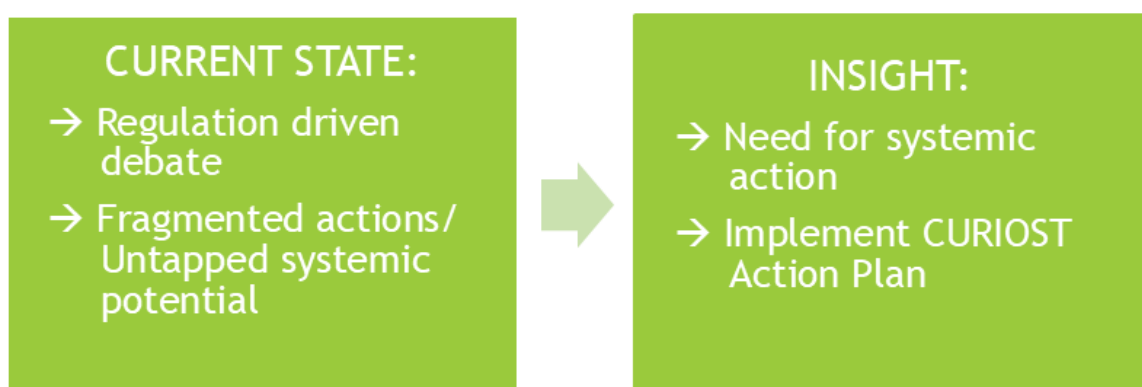 CURRENT STATE:
→ Regulation driven
debate
→ Fragmented actions/
Untapped systemic
potential
INSIGHT:
→ Need for systemic
action
→ Implement CURIOST
Action Plan